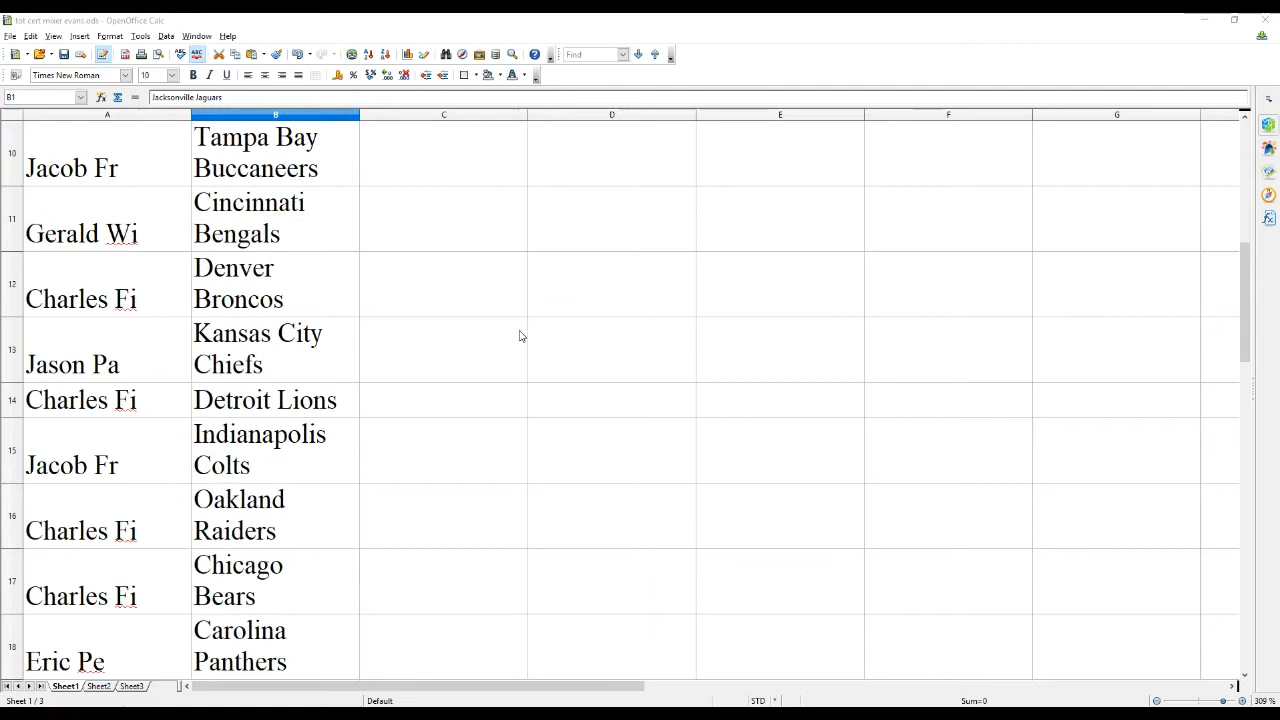 tot cert mixer evans.ods - OpenOffice Calc
File Edit View Insert Format Tools Data Window Help
Find
Times New Roman 10 B I U
B1 Jacksonville Jaguars
A B C D E F G
10 Jacob Fr Tampa Bay
Buccaneers
11 Gerald Wi Cincinnati
Bengals
12 Charles Fi Denver
Broncos
13 Jason Pa Kansas City
Chiefs
14 Charles Fi Detroit Lions
15 Jacob Fr Indianapolis
Colts
16 Charles Fi Oakland
Raiders
17 Charles Fi Chicago
Bears
18 Eric Pe Carolina
Panthers
Sheet1 Sheet2 Sheet3
Sheet 1 / 3 Default STD * Sum=0 309 %